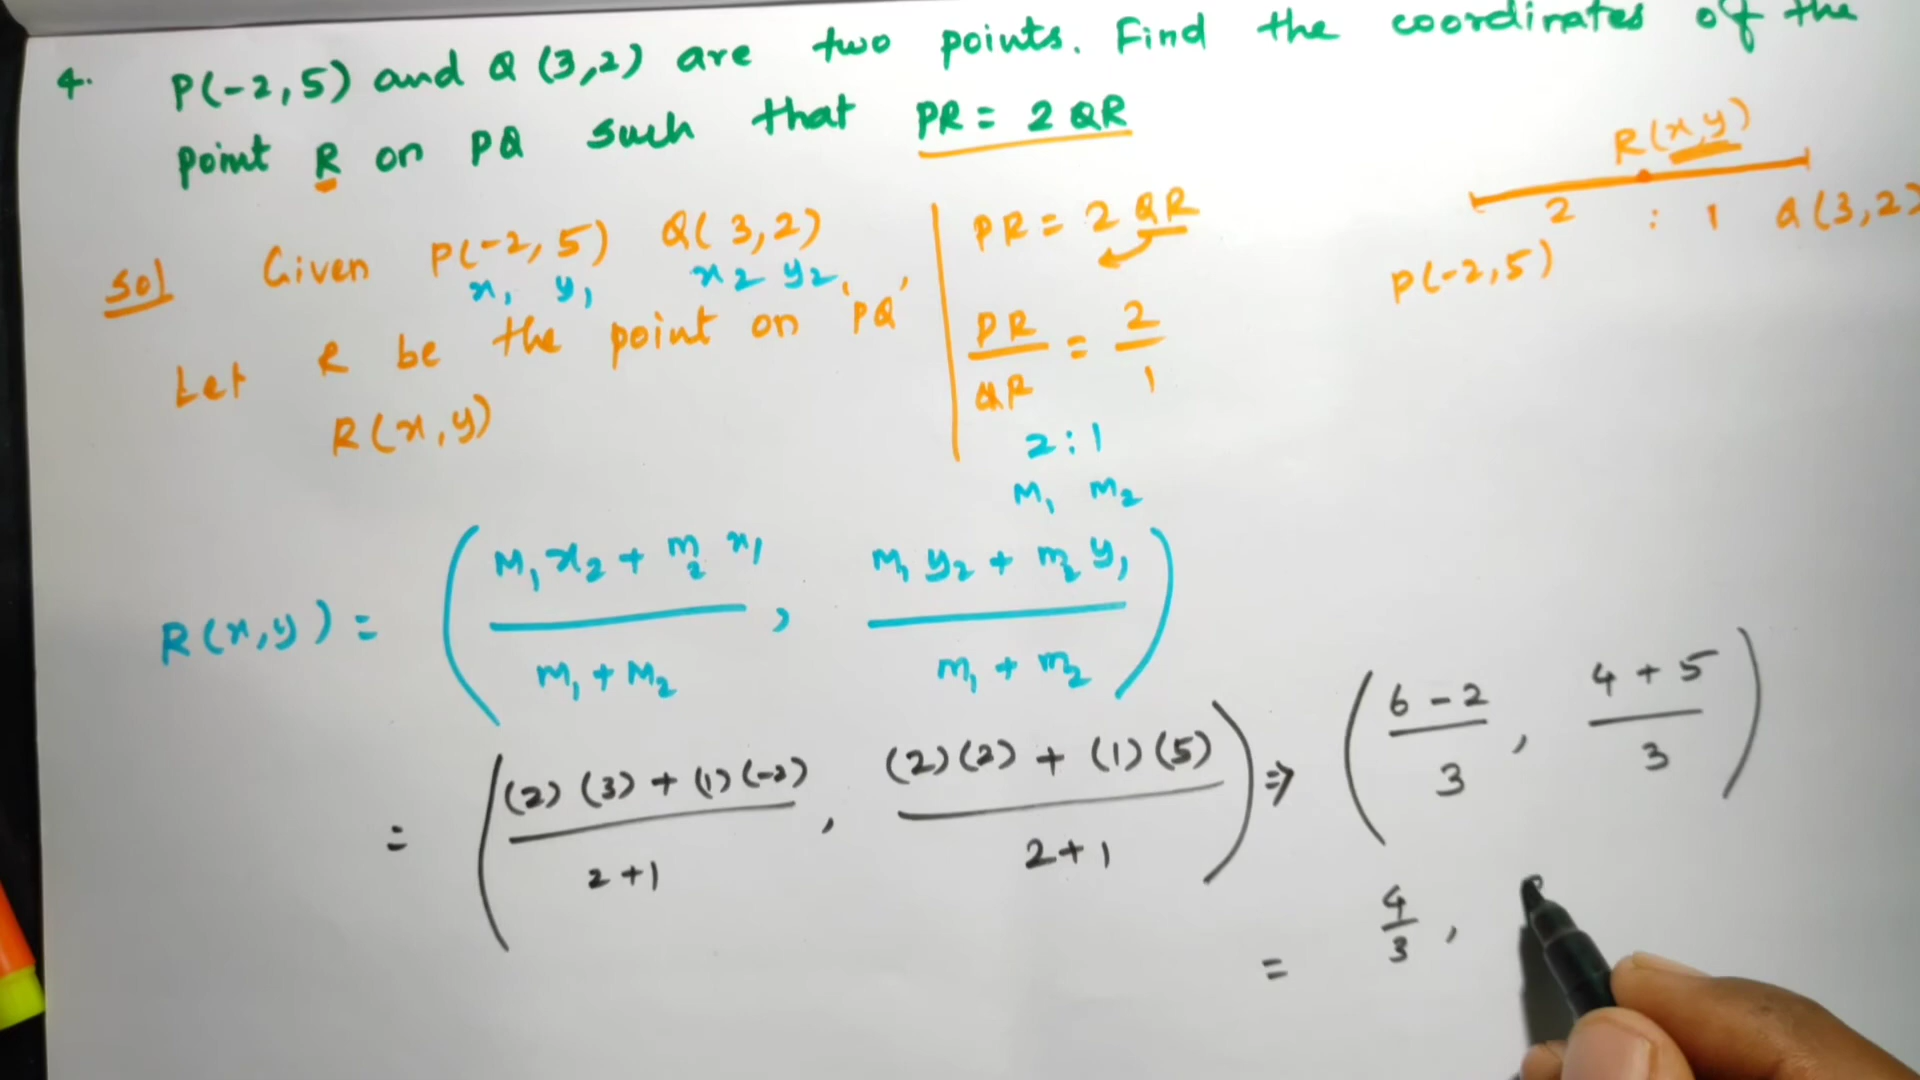 4. P(-2,5) and Q (3,2) are two points. Find the coordinates of the
point R on PQ such that PR = 2 QR
Sol Given P(-2,5) Q(3,2)
x₁ y₁ x₂ y₂
Let R be the point on 'PQ'
R(x,y)
PR = 2 QR
PR/QR = 2/1
2:1
m₁ m₂
R(x,y)
2 : 1 Q(3,2)
P(-2,5)
R(x,y) = ( (m₁x₂ + m₂x₁)/(m₁+m₂) , (m₁y₂ + m₂y₁)/(m₁+m₂) )
= ( ((2)(3)+(1)(-2))/(2+1) , ((2)(2)+(1)(5))/(2+1) ) ⇒ ( (6-2)/3 , (4+5)/3 )
= 4/3 ,